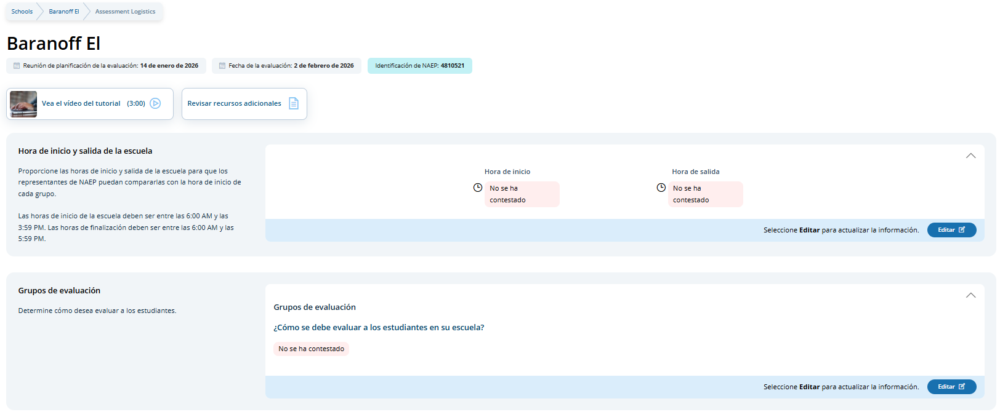 Schools
Baranoff El
Assessment Logistics
Baranoff El
Reunión de planificación de la evaluación: 14 de enero de 2026
Fecha de la evaluación: 2 de febrero de 2026
Identificación de NAEP: 4810521
Vea el vídeo del tutorial (3:00)
Revisar recursos adicionales
Hora de inicio y salida de la escuela
Proporcione las horas de inicio y salida de la escuela para que los
representantes de NAEP puedan compararlas con la hora de inicio de
cada grupo.
Las horas de inicio de la escuela deben ser entre las 6:00 AM y las
3:59 PM. Las horas de finalización deben ser entre las 6:00 AM y las
5:59 PM.
Hora de inicio
No se ha
contestado
Hora de salida
No se ha
contestado
Seleccione Editar para actualizar la información.
Editar
Grupos de evaluación
Determine cómo desea evaluar a los estudiantes.
Grupos de evaluación
¿Cómo se debe evaluar a los estudiantes en su escuela?
No se ha contestado
Seleccione Editar para actualizar la información.
Editar